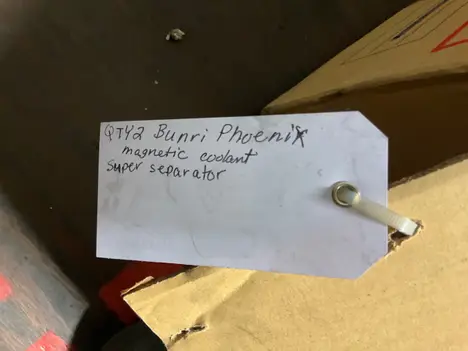 QTY2 Bunri Phoenix
magnetic coolant
super separator